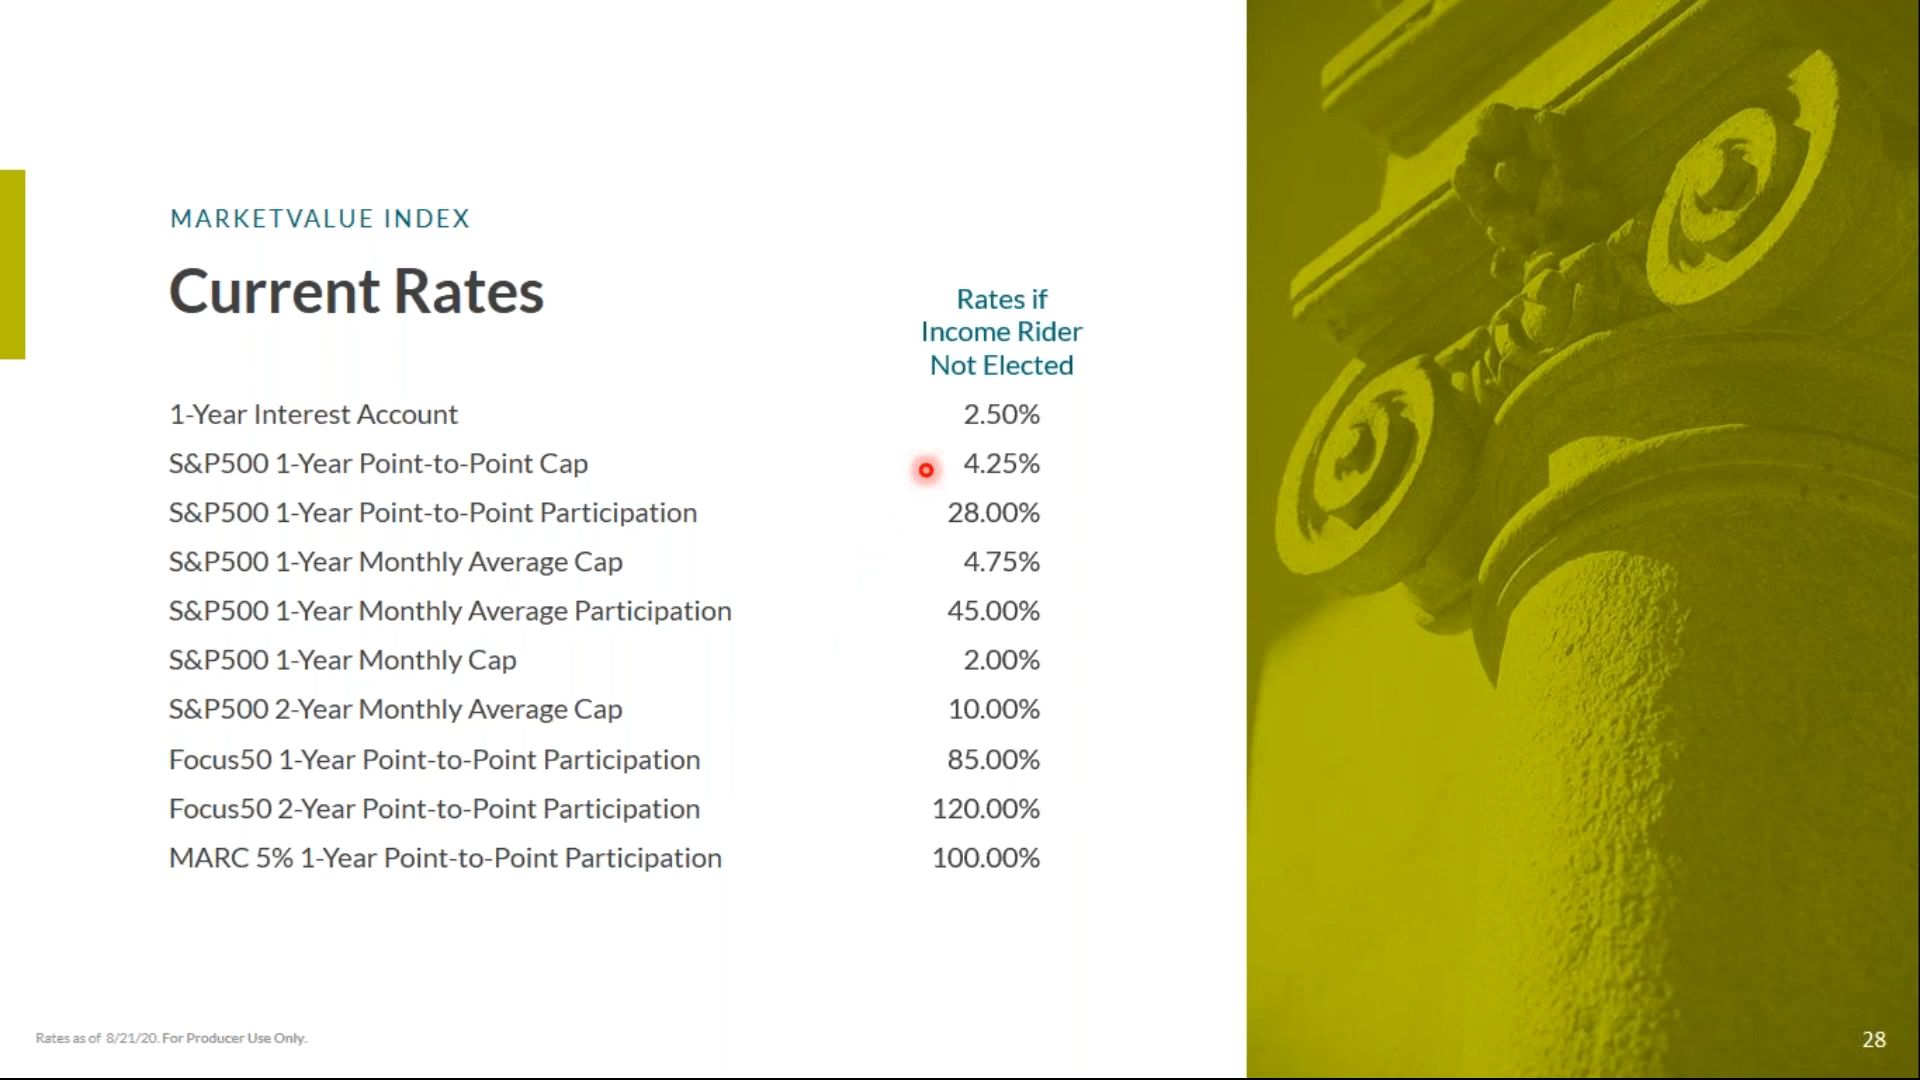 MARKETVALUE INDEX
Current Rates
Rates if
Income Rider
Not Elected
1-Year Interest Account 2.50%
S&P500 1-Year Point-to-Point Cap 4.25%
S&P500 1-Year Point-to-Point Participation 28.00%
S&P500 1-Year Monthly Average Cap 4.75%
S&P500 1-Year Monthly Average Participation 45.00%
S&P500 1-Year Monthly Cap 2.00%
S&P500 2-Year Monthly Average Cap 10.00%
Focus50 1-Year Point-to-Point Participation 85.00%
Focus50 2-Year Point-to-Point Participation 120.00%
MARC 5% 1-Year Point-to-Point Participation 100.00%
Rates as of 8/21/20. For Producer Use Only.
28